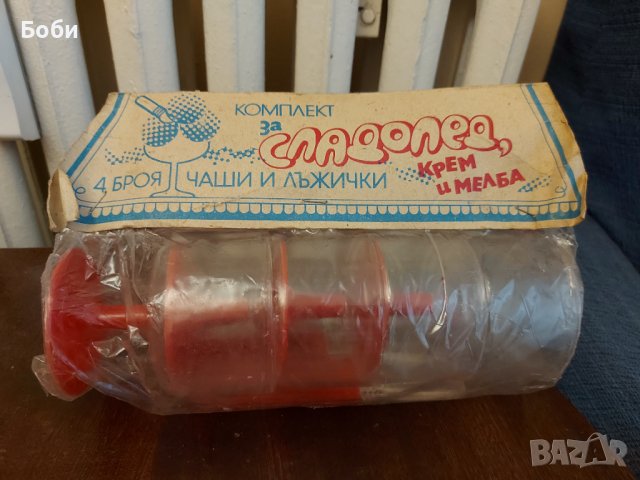 Боби
КОМПЛЕКТ
за
СЛАДОЛЕД,
КРЕМ
и МЕЛБА
4 БРОЯ ЧАШИ И ЛЪЖИЧКИ
BAZAR